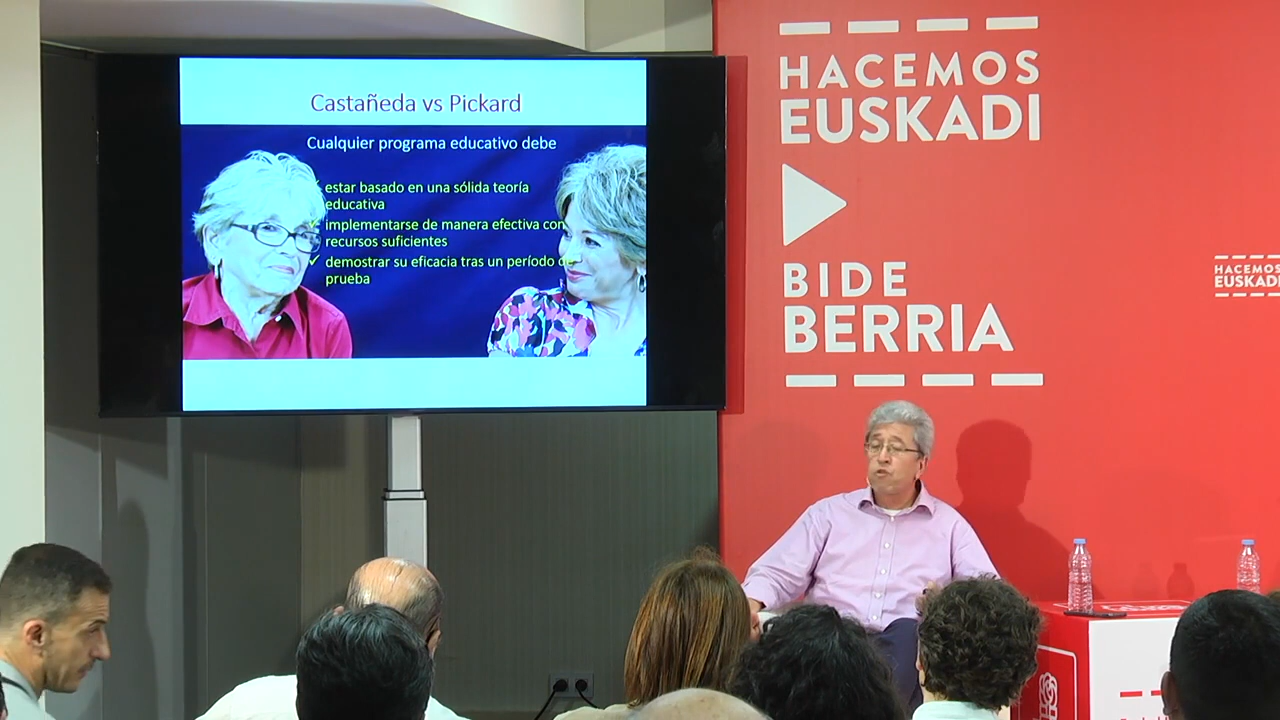 Castañeda vs Pickard
Cualquier programa educativo debe
estar basado en una sólida teoría
educativa
implementarse de manera efectiva con
recursos suficientes
demostrar su eficacia tras un período de
prueba
HACEMOS
EUSKADI
BIDE
BERRIA
HACEMOS
EUSKADI